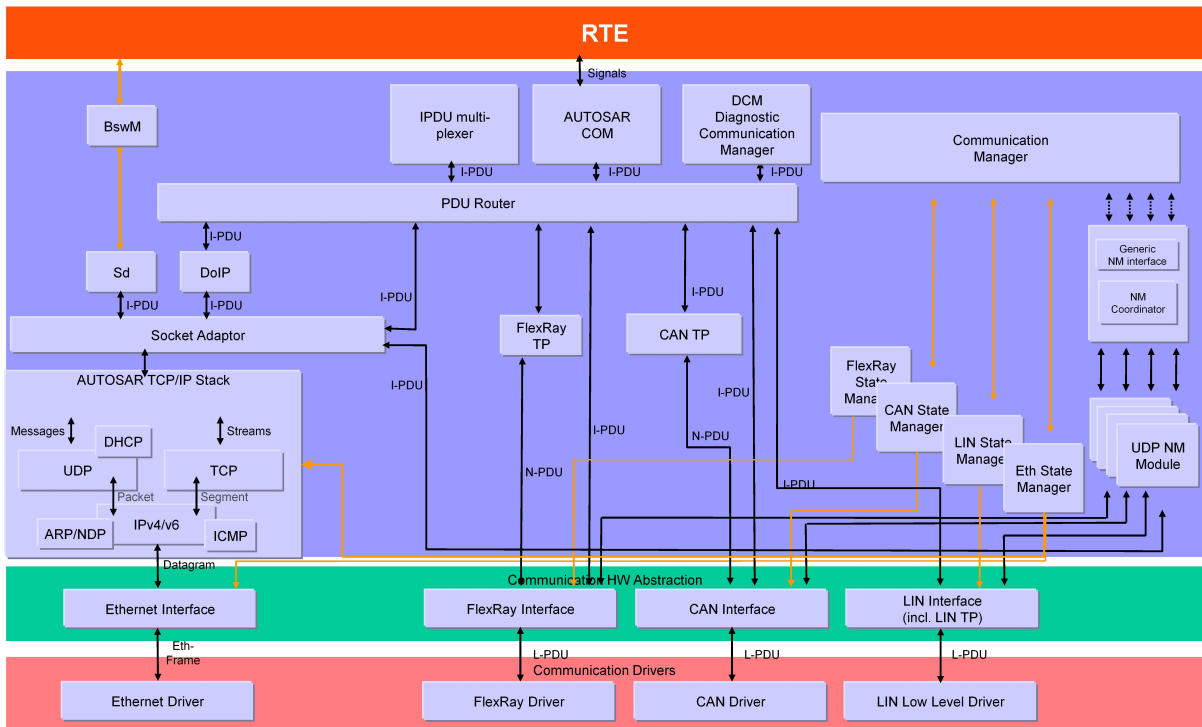 RTE
Signals
BswM
IPDU multi-
plexer
AUTOSAR
COM
DCM
Diagnostic
Communication
Manager
Communication
Manager
I-PDU
I-PDU
I-PDU
PDU Router
I-PDU
Generic
NM interface
Sd
DoIP
I-PDU
I-PDU
NM
Coordinator
I-PDU
I-PDU
Socket Adaptor
FlexRay
TP
CAN TP
AUTOSAR TCP/IP Stack
I-PDU
FlexRay
State
Manag
CAN State
Manager
LIN State
Manag
Eth State
Manager
Messages
Streams
DHCP
UDP
TCP
I-PDU
N-PDU
N-PDU
I-PDU
UDP NM
Module
Packet
Segment
ARP/NDP
IPv4/v6
ICMP
Datagram
Communication HW Abstraction
Ethernet Interface
FlexRay Interface
CAN Interface
LIN Interface
(incl. LIN TP)
Eth-
Frame
L-PDU
L-PDU
L-PDU
Communication Drivers
Ethernet Driver
FlexRay Driver
CAN Driver
LIN Low Level Driver